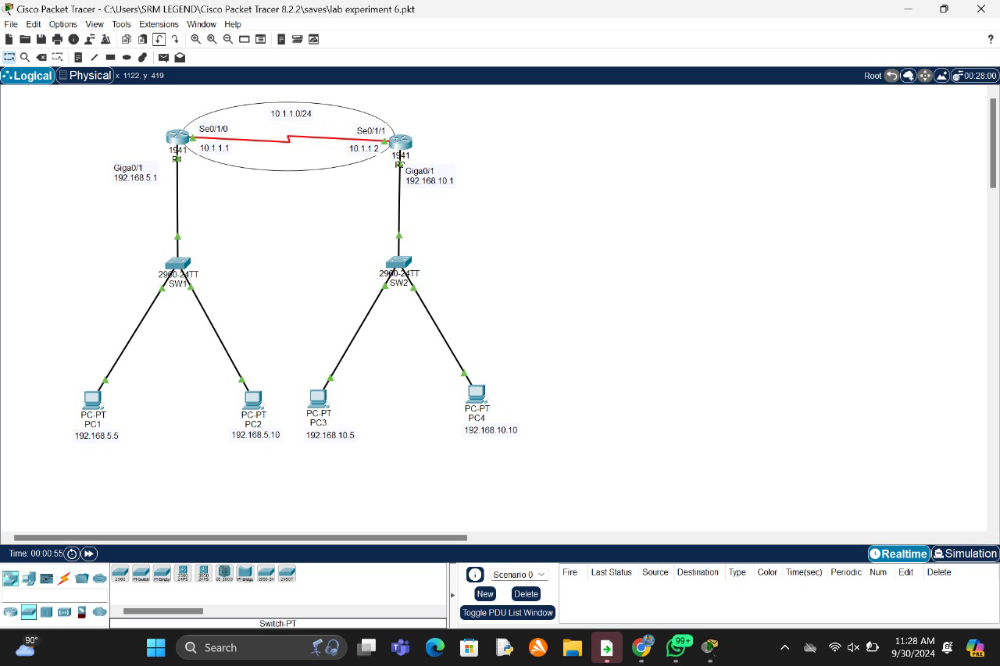 Cisco Packet Tracer - C:\Users\SRM LEGEND\Cisco Packet Tracer 8.2.2\saves\lab experiment 6.pkt
File Edit Options View Tools Extensions Window Help
?
Logical Physical x: 1122, y: 419 Root 00:28:00
10.1.1.0/24
Se0/1/0 Se0/1/1
1941 10.1.1.1 10.1.1.2 1941
Giga0/1
192.168.5.1
Giga0/1
192.168.10.1
2960-24TT
SW1
2960-24TT
SW2
PC-PT
PC1
192.168.5.5
PC-PT
PC2
192.168.5.10
PC-PT
PC3
192.168.10.5
PC-PT
PC4
192.168.10.10
Time: 00:00:55 Realtime Simulation
2960 PT-Switch PT-Empty 3560 24PS 3650 24PS IE 2000 PT-Bridge 2950-24 2950T
Switch-PT
Scenario 0
New Delete
Toggle PDU List Window
Fire Last Status Source Destination Type Color Time(sec) Periodic Num Edit Delete
90°
Search
99+
11:28 AM
9/30/2024
PRE